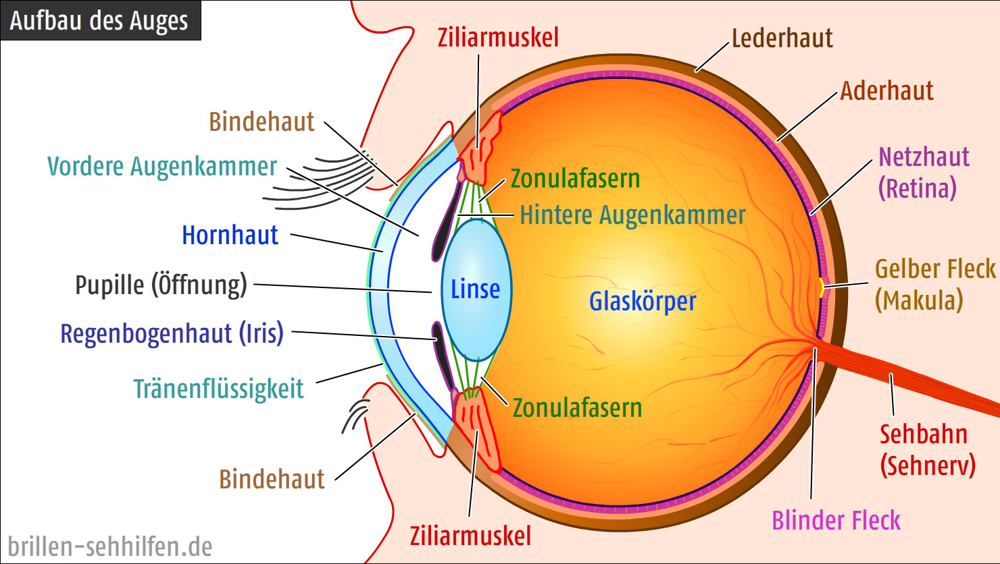 Aufbau des Auges
Ziliarmuskel
Lederhaut
Aderhaut
Bindehaut
Vordere Augenkammer
Netzhaut
(Retina)
Zonulafasern
Hintere Augenkammer
Hornhaut
Gelber Fleck
(Makula)
Pupille (Öffnung)
Linse
Glaskörper
Regenbogenhaut (Iris)
Tränenflüssigkeit
Zonulafasern
Sehbahn
(Sehnerv)
Bindehaut
Blinder Fleck
Ziliarmuskel
brillen-sehhilfen.de